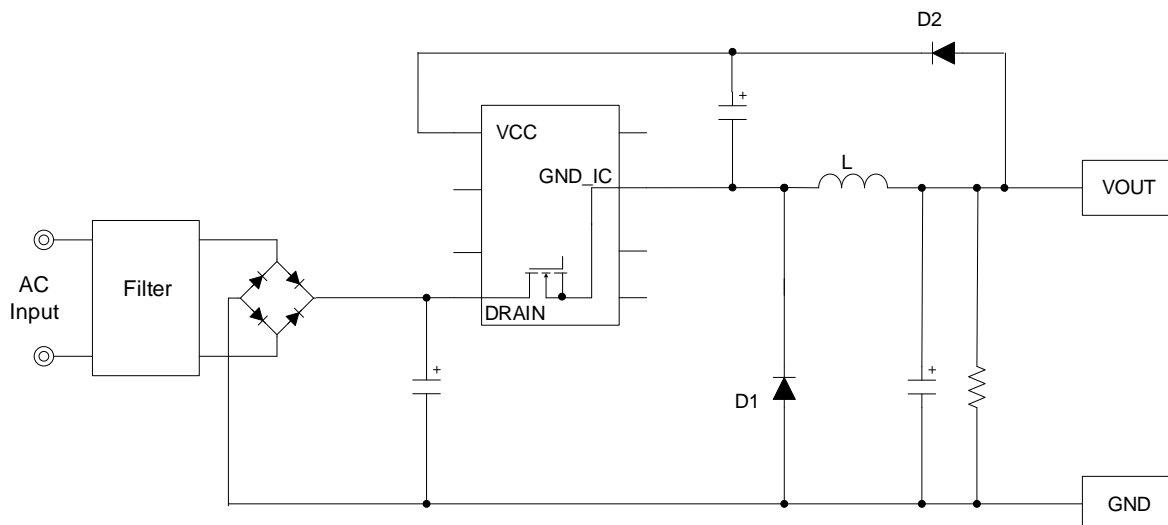 D2
+
VCC
L
GND_IC
VOUT
AC
Input
Filter
DRAIN
+
+
D1
GND